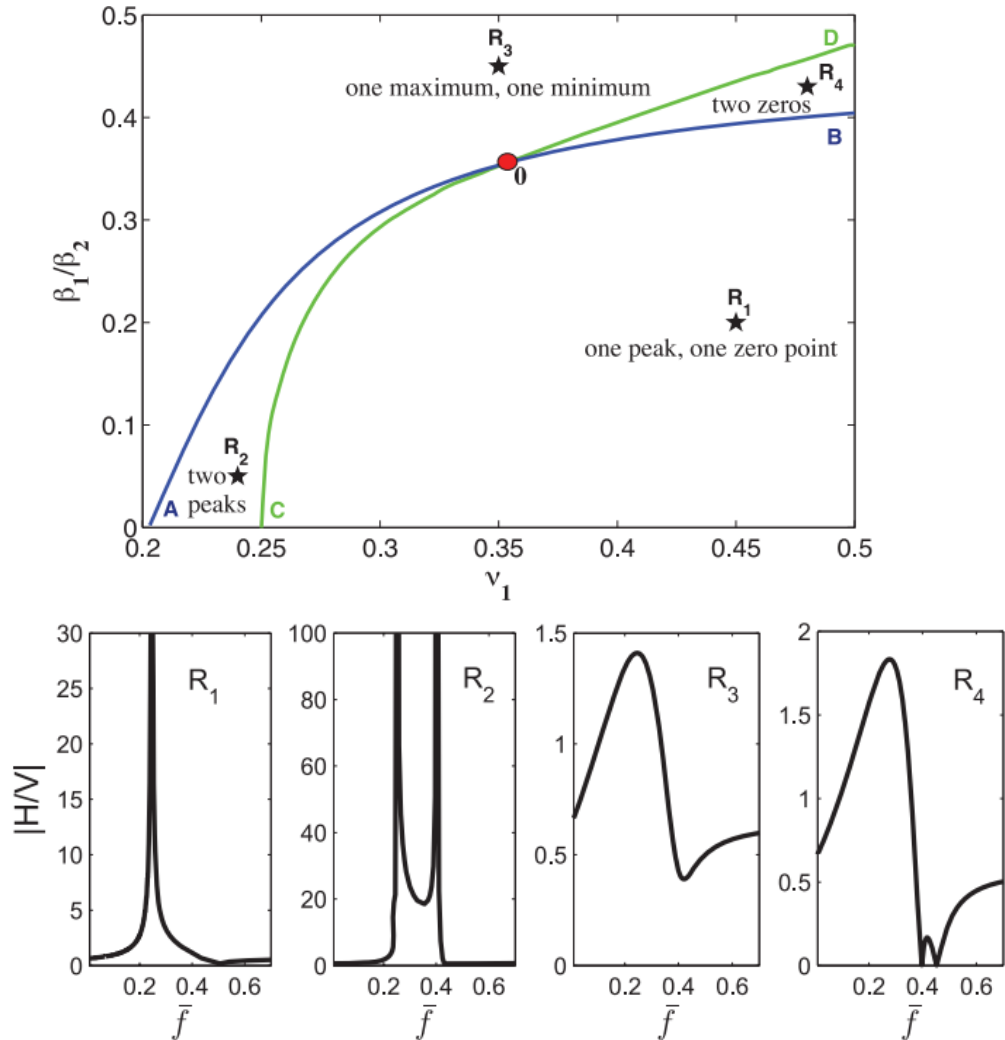 0.5
R3
D
R4
one maximum, one minimum
two zeros
0.4
B
0
0.3
β1/β2
R1
0.2
one peak, one zero point
0.1
R2
two
peaks
A
C
0
0.2
0.25
0.3
0.35
0.4
0.45
0.5
ν1
|H/V|
30
25
20
15
10
5
0
R1
0.2 0.4 0.6
f̄
100
80
60
40
20
0
R2
0.2 0.4 0.6
f̄
1.5
1
0.5
0
R3
0.2 0.4 0.6
f̄
2
1.5
1
0.5
0
R4
0.2 0.4 0.6
f̄